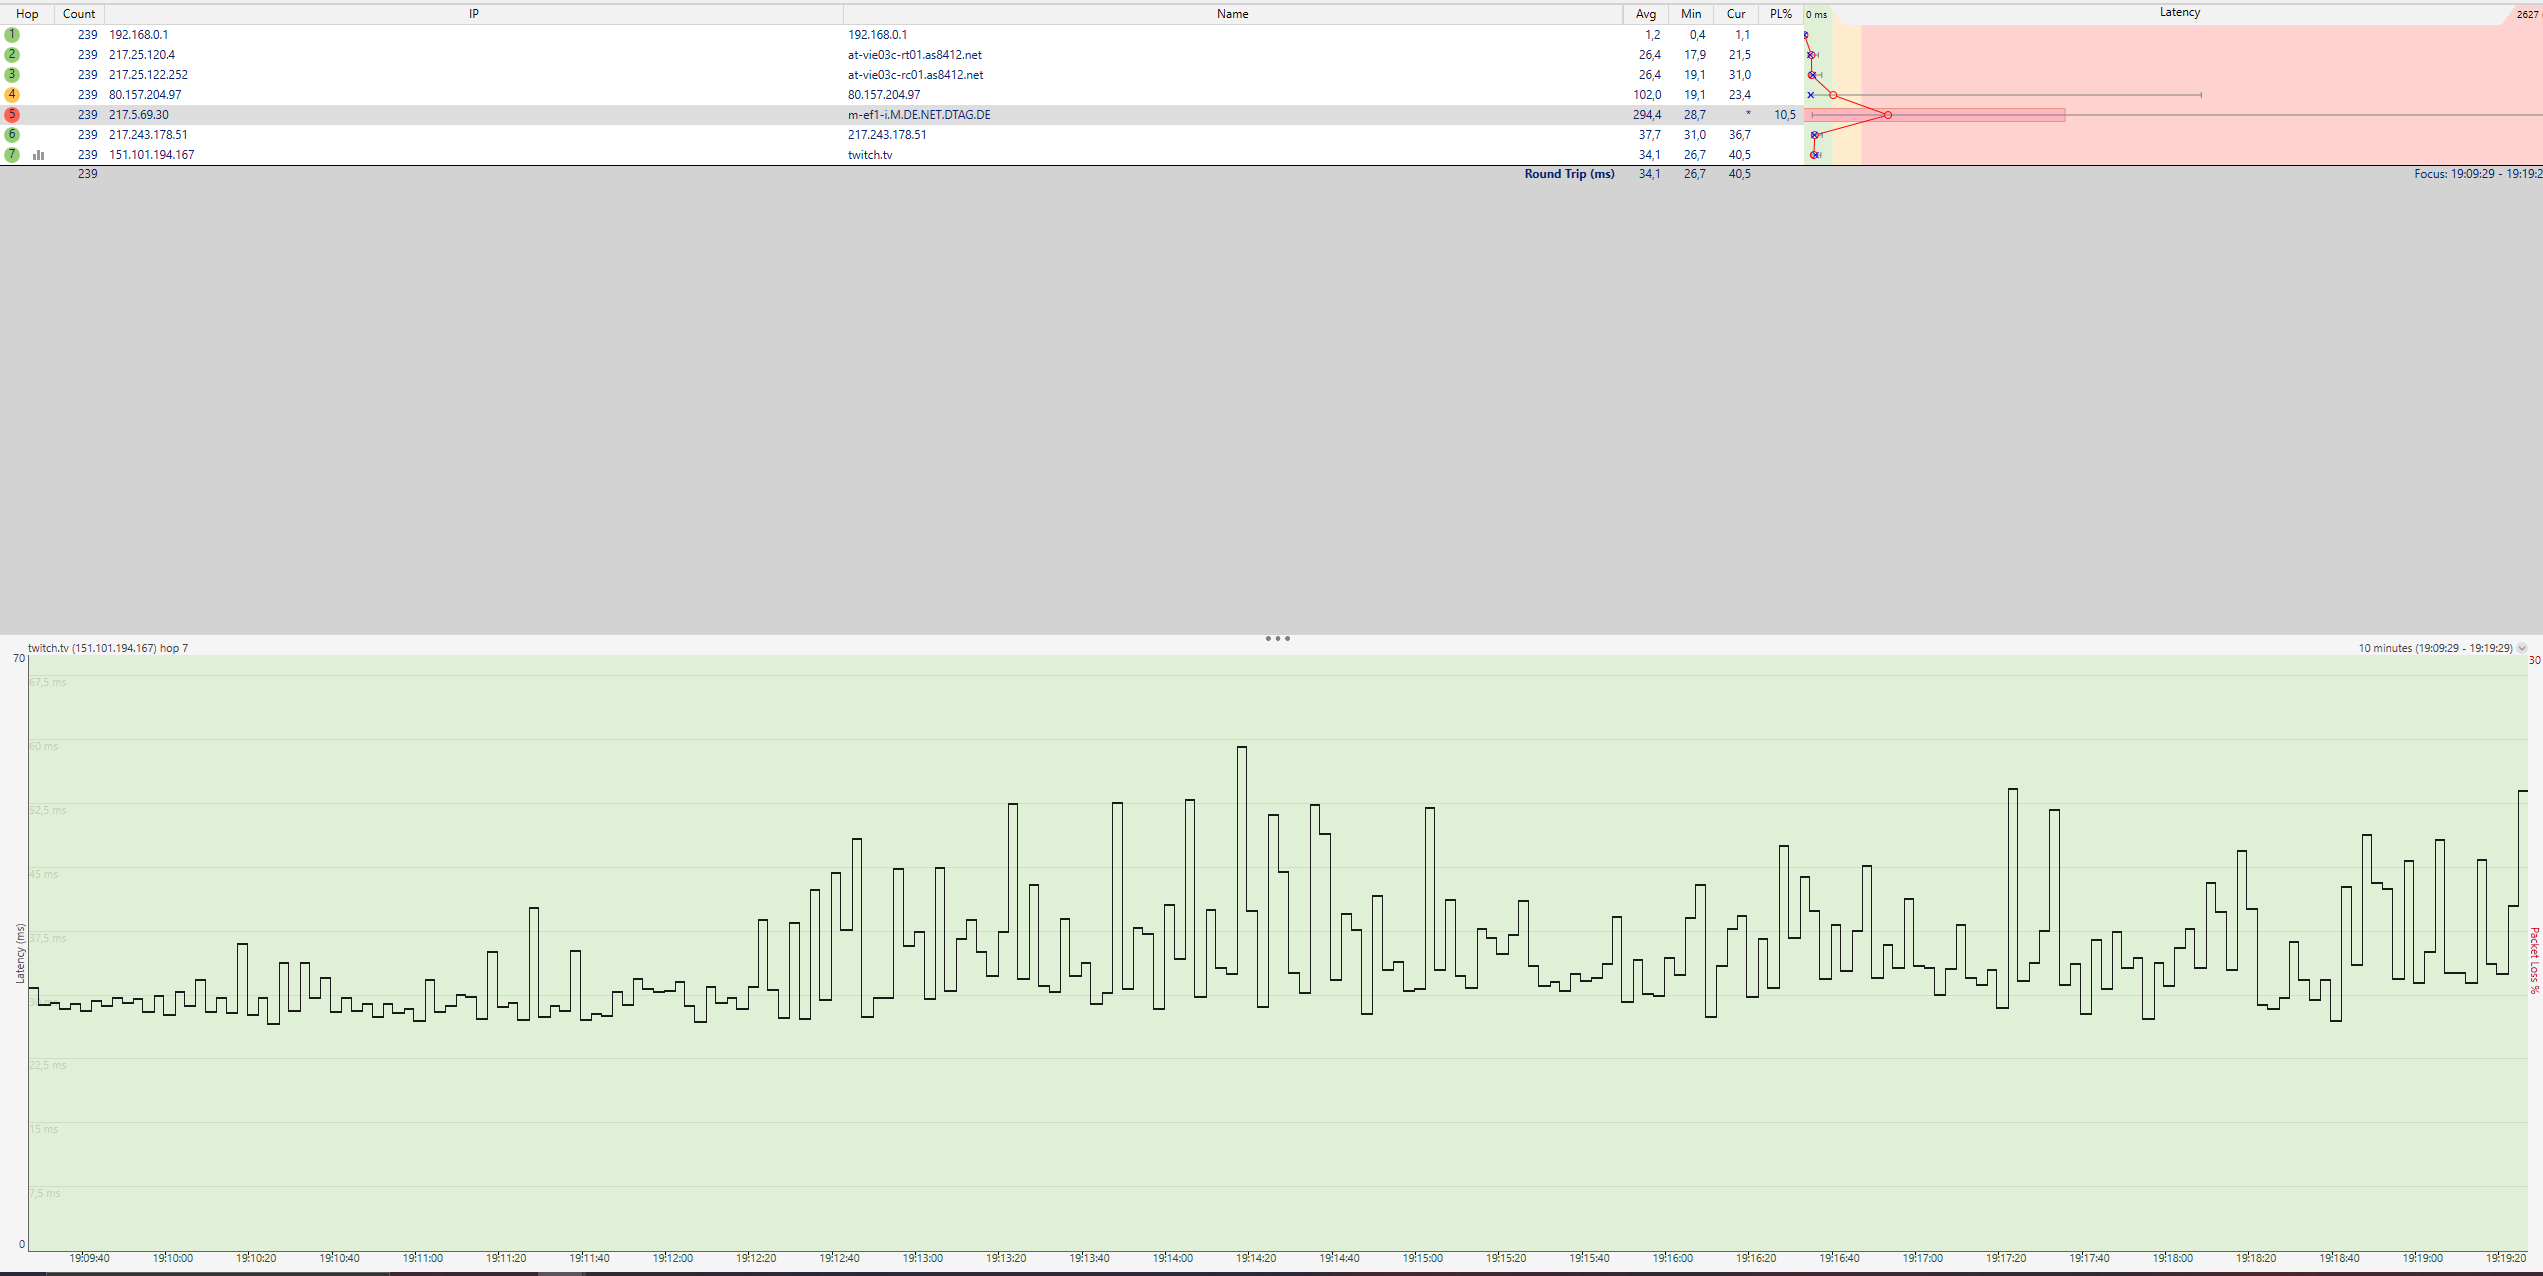 Hop Count IP Name Avg Min Cur PL% 0 ms Latency 2627
1 239 192.168.0.1 192.168.0.1 1,2 0,4 1,1
2 239 217.25.120.4 at-vie03c-rt01.as8412.net 26,4 17,9 21,5
3 239 217.25.122.252 at-vie03c-rc01.as8412.net 26,4 19,1 31,0
4 239 80.157.204.97 80.157.204.97 102,0 19,1 23,4
5 239 217.5.69.30 m-ef1-i.M.DE.NET.DTAG.DE 294,4 28,7 * 10,5
6 239 217.243.178.51 217.243.178.51 37,7 31,0 36,7
7 239 151.101.194.167 twitch.tv 34,1 26,7 40,5
239 Round Trip (ms) 34,1 26,7 40,5 Focus: 19:09:29 - 19:19:2
twitch.tv (151.101.194.167) hop 7 10 minutes (19:09:29 - 19:19:29)
70 30
67,5 ms
60 ms
52,5 ms
45 ms
37,5 ms
Latency (ms)
Packet Loss %
22,5 ms
15 ms
7,5 ms
0
19:09:40 19:10:00 19:10:20 19:10:40 19:11:00 19:11:20 19:11:40 19:12:00 19:12:20 19:12:40 19:13:00 19:13:20 19:13:40 19:14:00 19:14:20 19:14:40 19:15:00 19:15:20 19:15:40 19:16:00 19:16:20 19:16:40 19:17:00 19:17:20 19:17:40 19:18:00 19:18:20 19:18:40 19:19:00 19:19:20